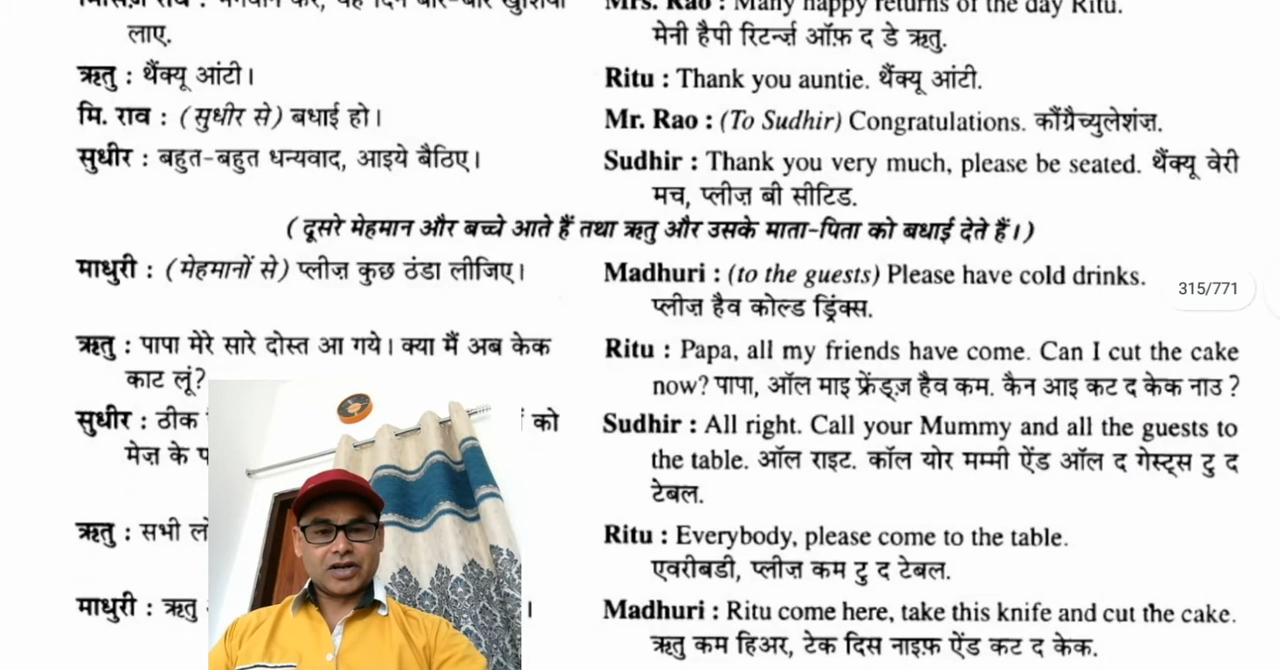 लाए.
ऋतु : थैंक्यू आंटी।
मि. राव : (सुधीर से) बधाई हो।
सुधीर : बहुत-बहुत धन्यवाद, आइये बैठिए।
Mrs. Rao : Many happy returns of the day Ritu.
मेनी हैपी रिटर्न्ज़ ऑफ़ द डे ऋतु.
Ritu : Thank you auntie. थैंक्यू आंटी.
Mr. Rao : (To Sudhir) Congratulations. कौंग्रैच्युलेशंज़.
Sudhir : Thank you very much, please be seated. थैंक्यू वेरी
मच, प्लीज़ बी सीटिड.
(दूसरे मेहमान और बच्चे आते हैं तथा ऋतु और उसके माता-पिता को बधाई देते हैं।)
माधुरी : (मेहमानों से) प्लीज़ कुछ ठंडा लीजिए।
ऋतु : पापा मेरे सारे दोस्त आ गये। क्या मैं अब केक
काट लूं?
सुधीर : ठीक को
मेज़ के
ऋतु : सभी
माधुरी : ऋतु
Madhuri : (to the guests) Please have cold drinks.
प्लीज़ हैव कोल्ड ड्रिंक्स.
Ritu : Papa, all my friends have come. Can I cut the cake
now? पापा, ऑल माइ फ्रेंड्ज़ हैव कम. कैन आइ कट द केक नाउ ?
Sudhir : All right. Call your Mummy and all the guests to
the table. ऑल राइट. कॉल योर मम्मी ऐंड ऑल द गेस्ट्स टु द
टेबल.
Ritu : Everybody, please come to the table.
एवरीबडी, प्लीज़ कम टु द टेबल.
Madhuri : Ritu come here, take this knife and cut the cake.
ऋतु कम हिअर, टेक दिस नाइफ़ ऐंड कट द केक.
315/771